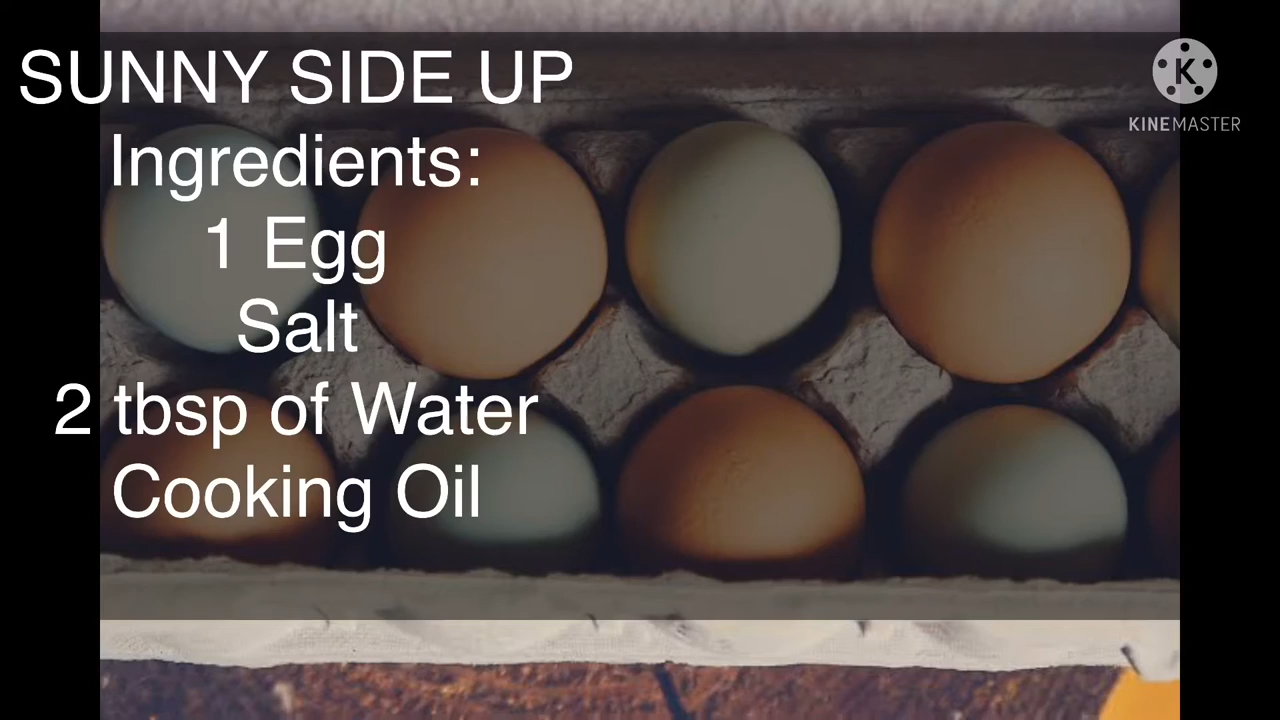 SUNNY SIDE UP
Ingredients:
1 Egg
Salt
2 tbsp of Water
Cooking Oil
K
KINEMASTER